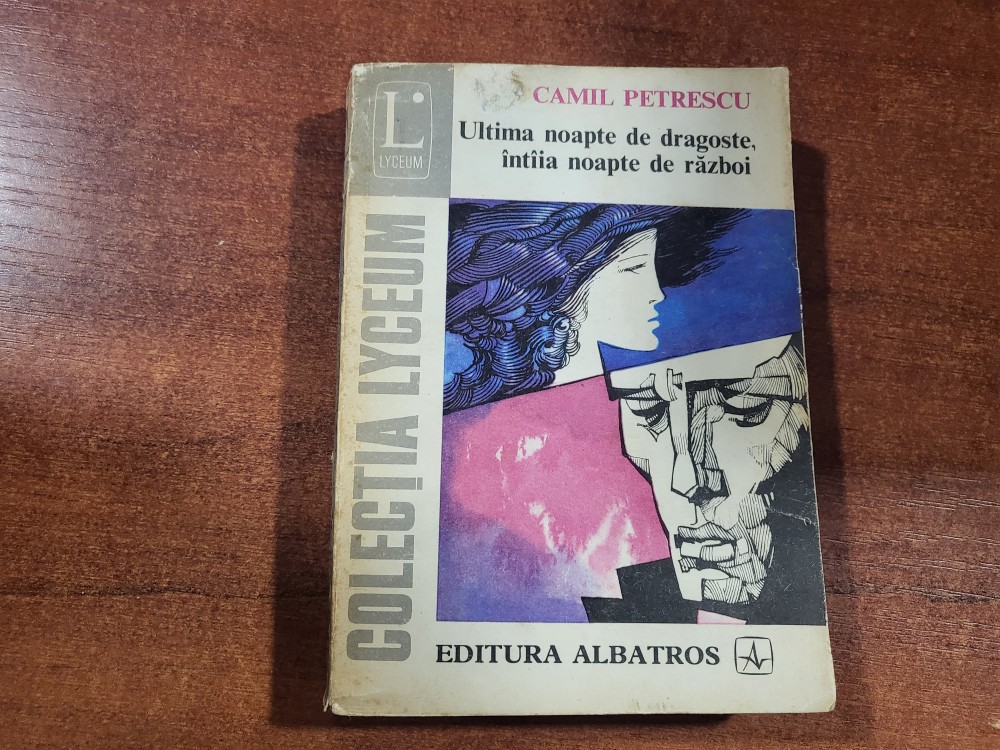 L
LYCEUM
CAMIL PETRESCU
Ultima noapte de dragoste,
întîia noapte de război
COLECȚIA LYCEUM
EDITURA ALBATROS